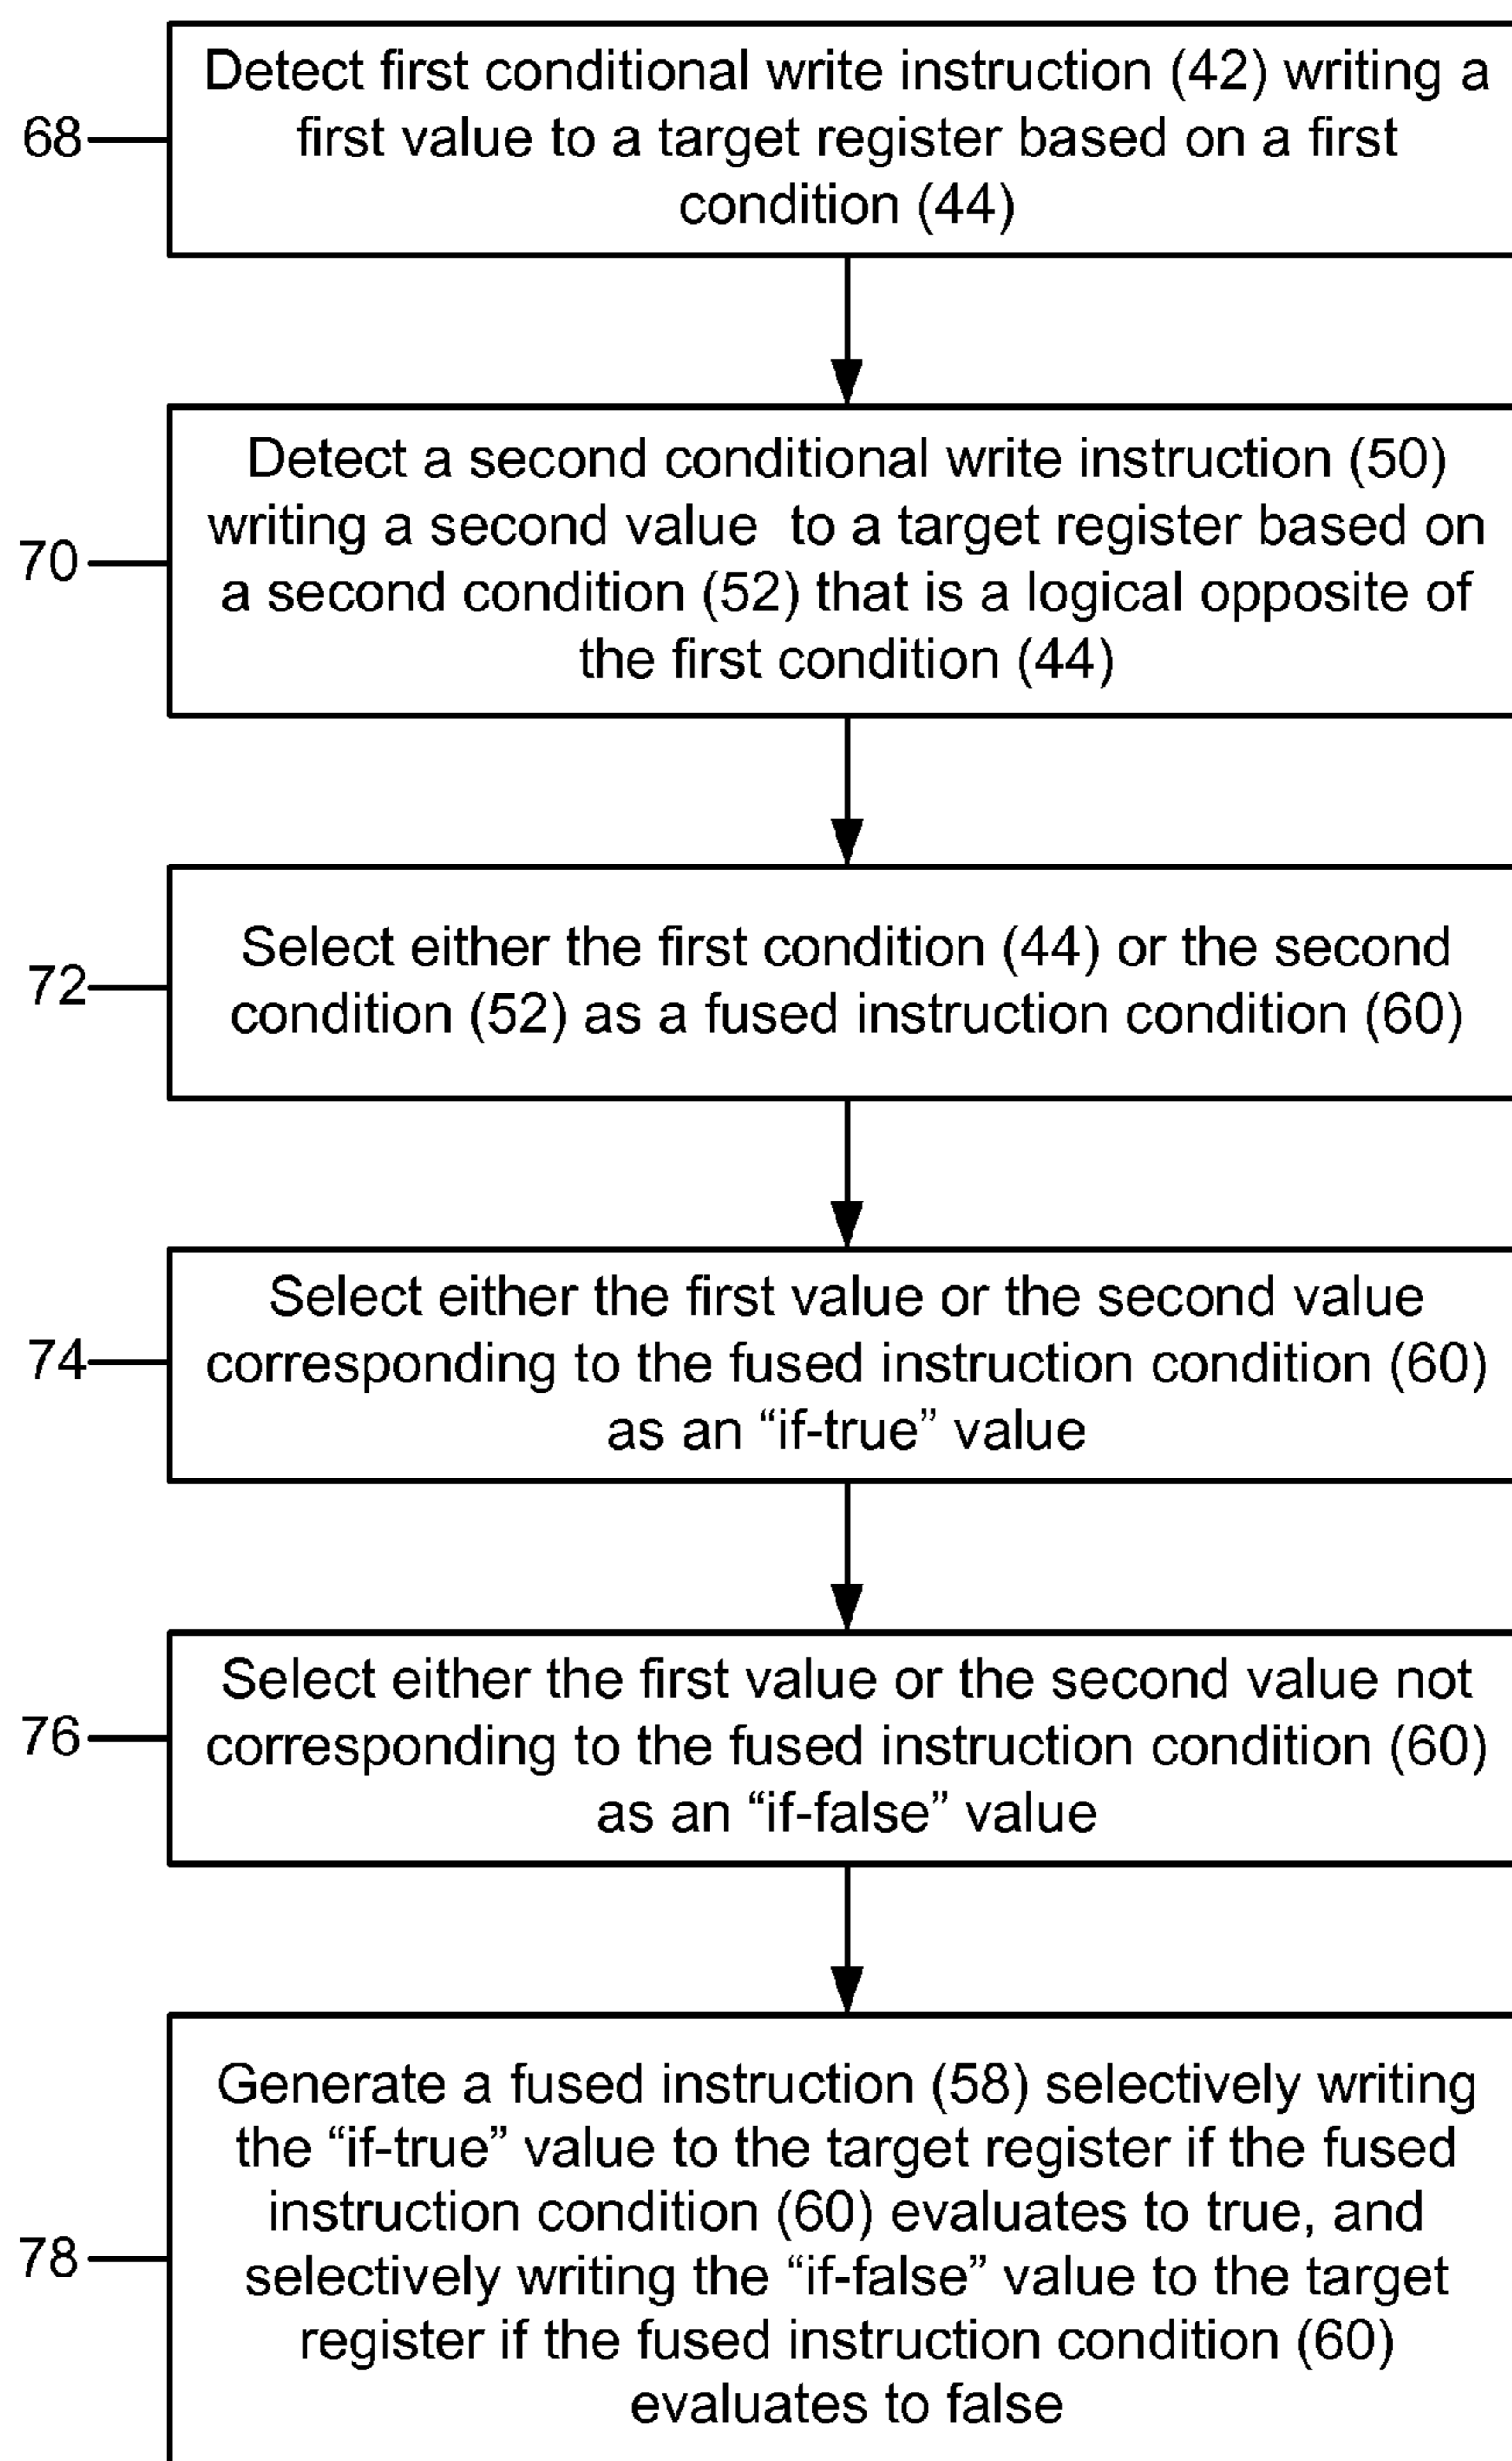 Detect first conditional write instruction (42) writing a
68
first value to a target register based on a first
condition (44)
Detect a second conditional write instruction (50)
writing a second value to a target register based on
70
a second condition (52) that is a logical opposite of
the first condition (44)
Select either the first condition (44) or the second
72
condition (52) as a fused instruction condition (60)
Select either the first value or the second value
74
corresponding to the fused instruction condition (60)
as an “if-true” value
Select either the first value or the second value not
76
corresponding to the fused instruction condition (60)
as an “if-false” value
Generate a fused instruction (58) selectively writing
the “if-true” value to the target register if the fused
instruction condition (60) evaluates to true, and
78
selectively writing the “if-false” value to the target
register if the fused instruction condition (60)
evaluates to false